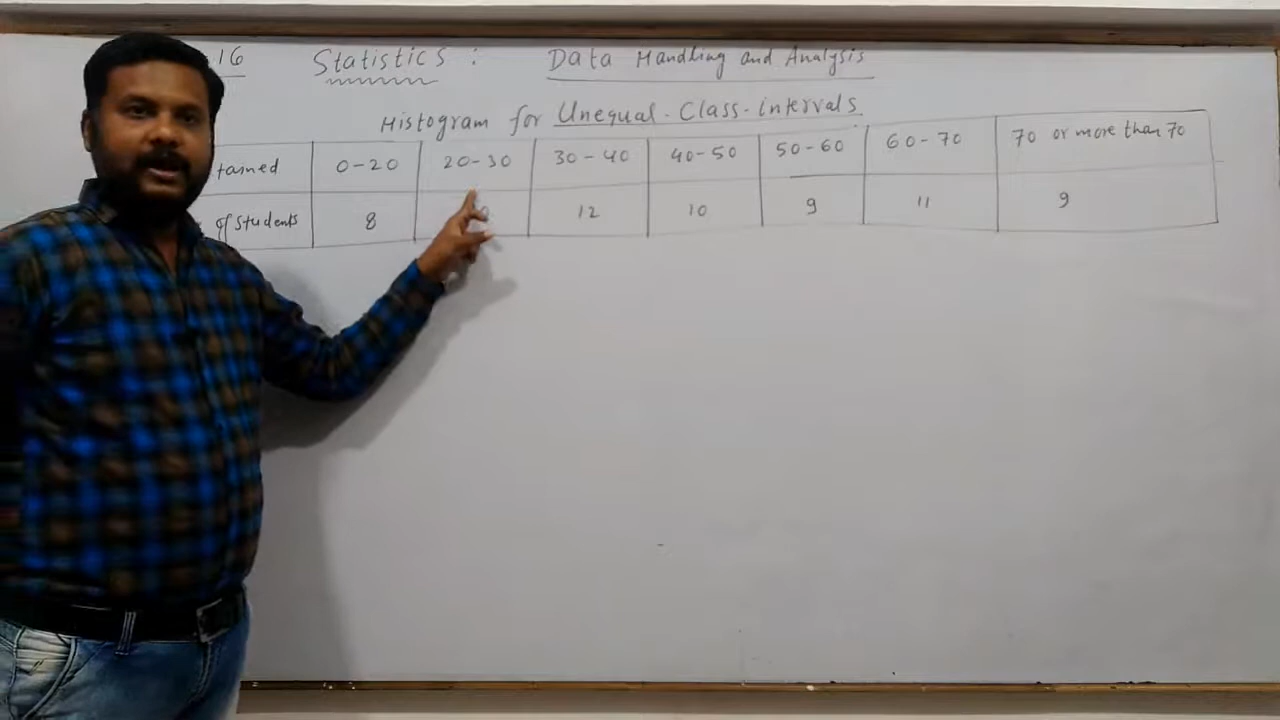 16 Statistics : Data Handling and Analysis
Histogram for Unequal-Class-intervals
tained 0-20 20-30 30-40 40-50 50-60 60-70 70 or more than 70
of students 8 12 10 9 11 9